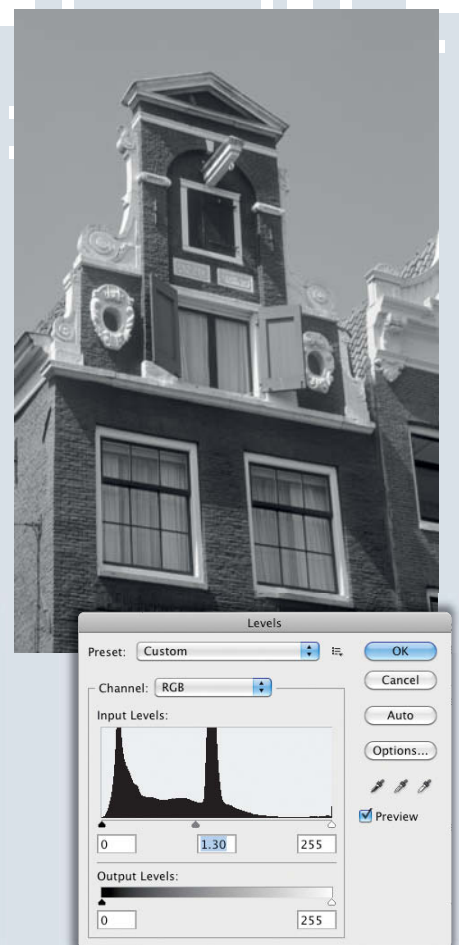 Levels
Preset: Custom
OK
Cancel
Channel: RGB
Auto
Input Levels:
Options...
Preview
0 1.30 255
Output Levels:
0 255